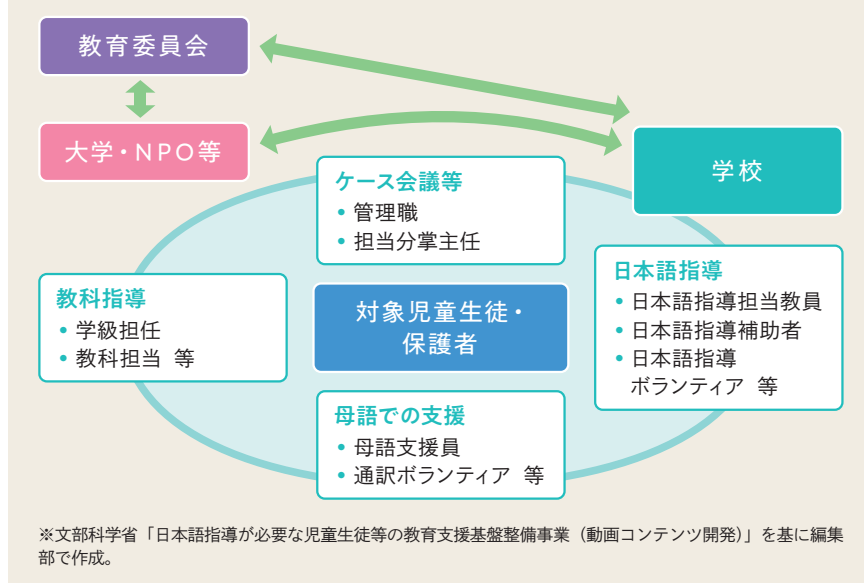 教育委員会
大学・NPO等
学校
ケース会議等
• 管理職
• 担当分掌主任
教科指導
• 学級担任
• 教科担当 等
対象児童生徒・
保護者
日本語指導
• 日本語指導担当教員
• 日本語指導補助者
• 日本語指導
ボランティア 等
母語での支援
• 母語支援員
• 通訳ボランティア 等
※文部科学省「日本語指導が必要な児童生徒等の教育支援基盤整備事業（動画コンテンツ開発）」を基に編集
部で作成。